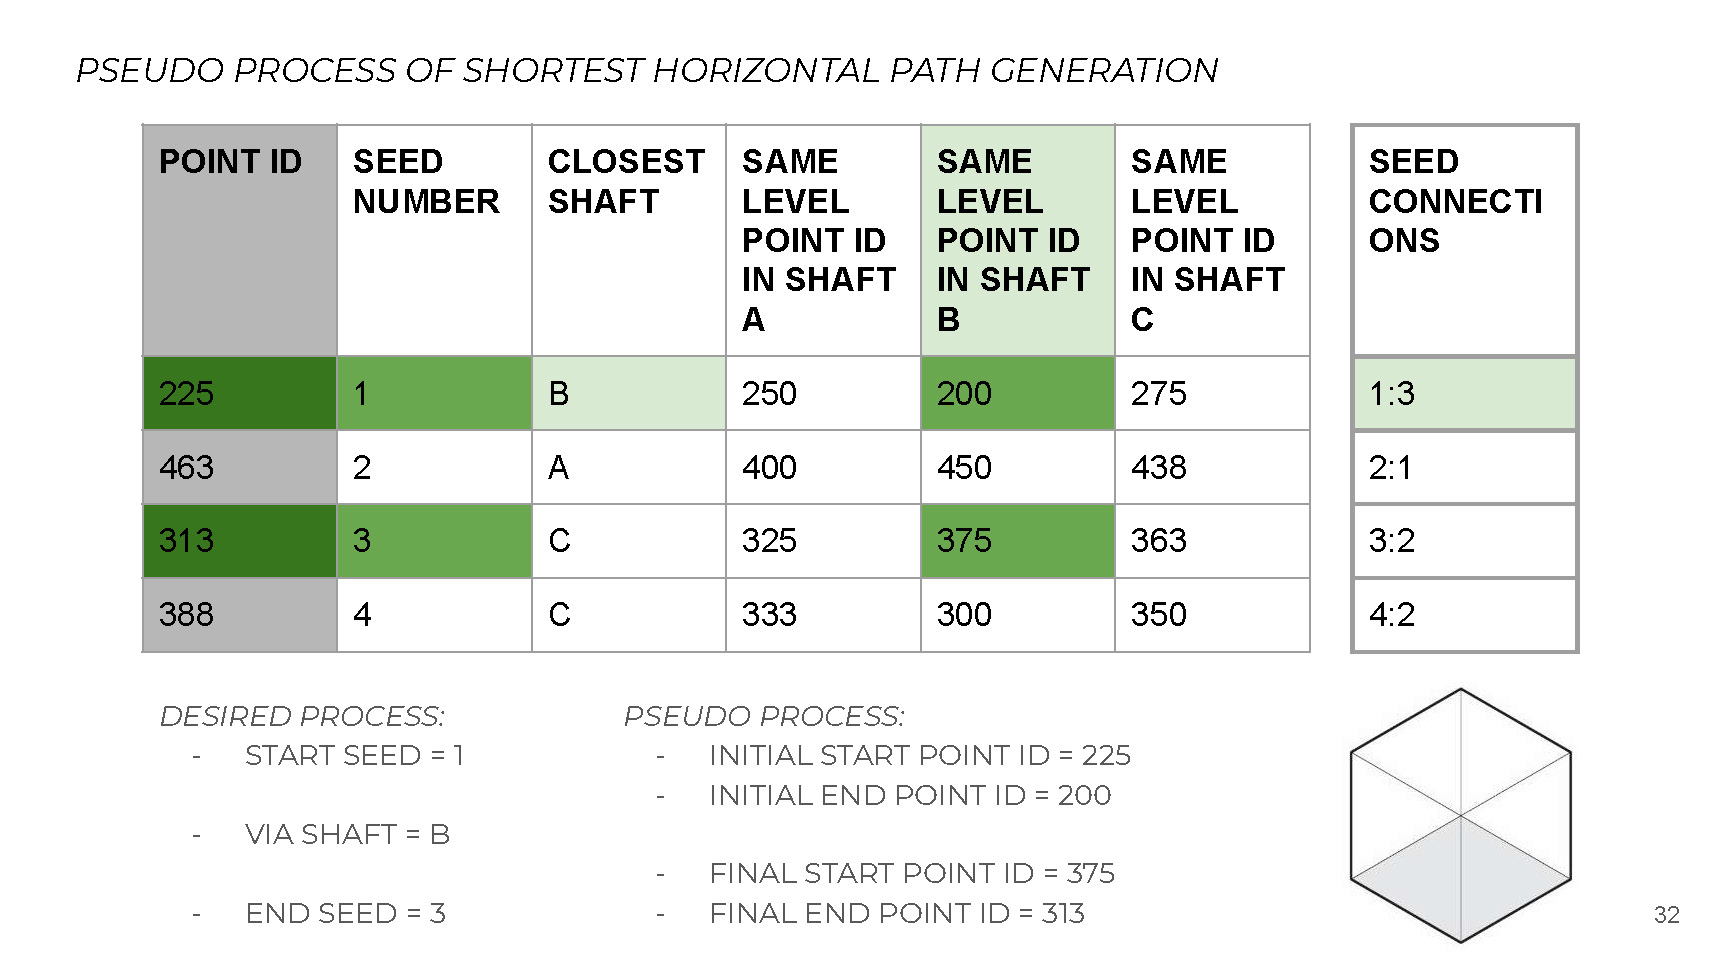 PSEUDO PROCESS OF SHORTEST HORIZONTAL PATH GENERATION
POINT ID
SEED
NUMBER
CLOSEST
SHAFT
SAME
LEVEL
POINT ID
IN SHAFT
A
SAME
LEVEL
POINT ID
IN SHAFT
B
SAME
LEVEL
POINT ID
IN SHAFT
C
SEED
CONNECTI
ONS
225 1 B 250 200 275 1:3
463 2 A 400 450 438 2:1
313 3 C 325 375 363 3:2
388 4 C 333 300 350 4:2
DESIRED PROCESS:
- START SEED = 1
- VIA SHAFT = B
- END SEED = 3
PSEUDO PROCESS:
- INITIAL START POINT ID = 225
- INITIAL END POINT ID = 200
- FINAL START POINT ID = 375
- FINAL END POINT ID = 313
32